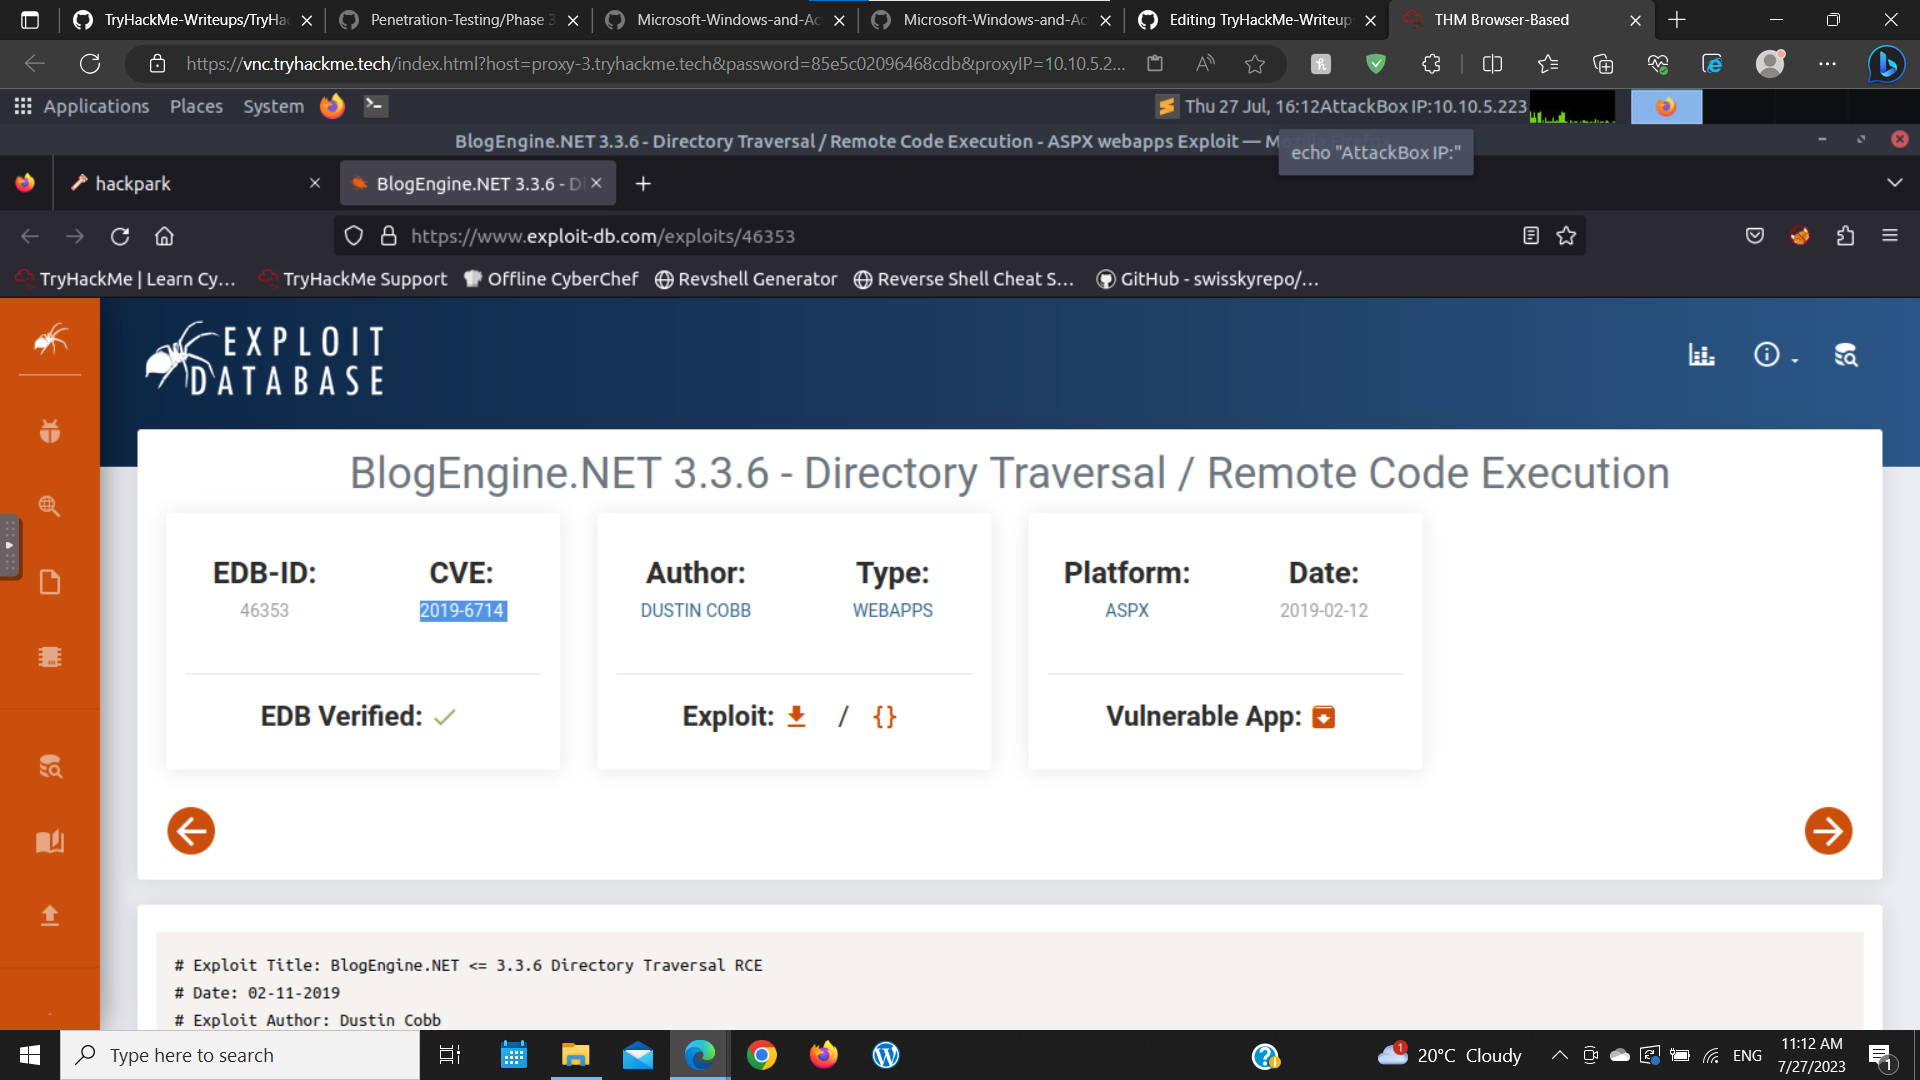 TryHackMe-Writeups/TryHa
Penetration-Testing/Phase 3
Microsoft-Windows-and-Ac
Microsoft-Windows-and-Ac
Editing TryHackMe-Writeup
THM Browser-Based
https://vnc.tryhackme.tech/index.html?host=proxy-3.tryhackme.tech&password=85e5c02096468cdb&proxyIP=10.10.5.2...
Applications Places System
Thu 27 Jul, 16:12 AttackBox IP:10.10.5.223
BlogEngine.NET 3.3.6 - Directory Traversal / Remote Code Execution - ASPX webapps Exploit —
echo "AttackBox IP:"
hackpark
BlogEngine.NET 3.3.6 - Di
https://www.exploit-db.com/exploits/46353
TryHackMe | Learn Cy...
TryHackMe Support
Offline CyberChef
Revshell Generator
Reverse Shell Cheat S...
GitHub - swisskyrepo/...
EXPLOIT
DATABASE
BlogEngine.NET 3.3.6 - Directory Traversal / Remote Code Execution
EDB-ID:
46353
CVE:
2019-6714
EDB Verified:
Author:
DUSTIN COBB
Type:
WEBAPPS
Exploit: / {}
Platform:
ASPX
Date:
2019-02-12
Vulnerable App:
# Exploit Title: BlogEngine.NET <= 3.3.6 Directory Traversal RCE
# Date: 02-11-2019
# Exploit Author: Dustin Cobb
Type here to search
1
20°C Cloudy
ENG
11:12 AM
7/27/2023
1